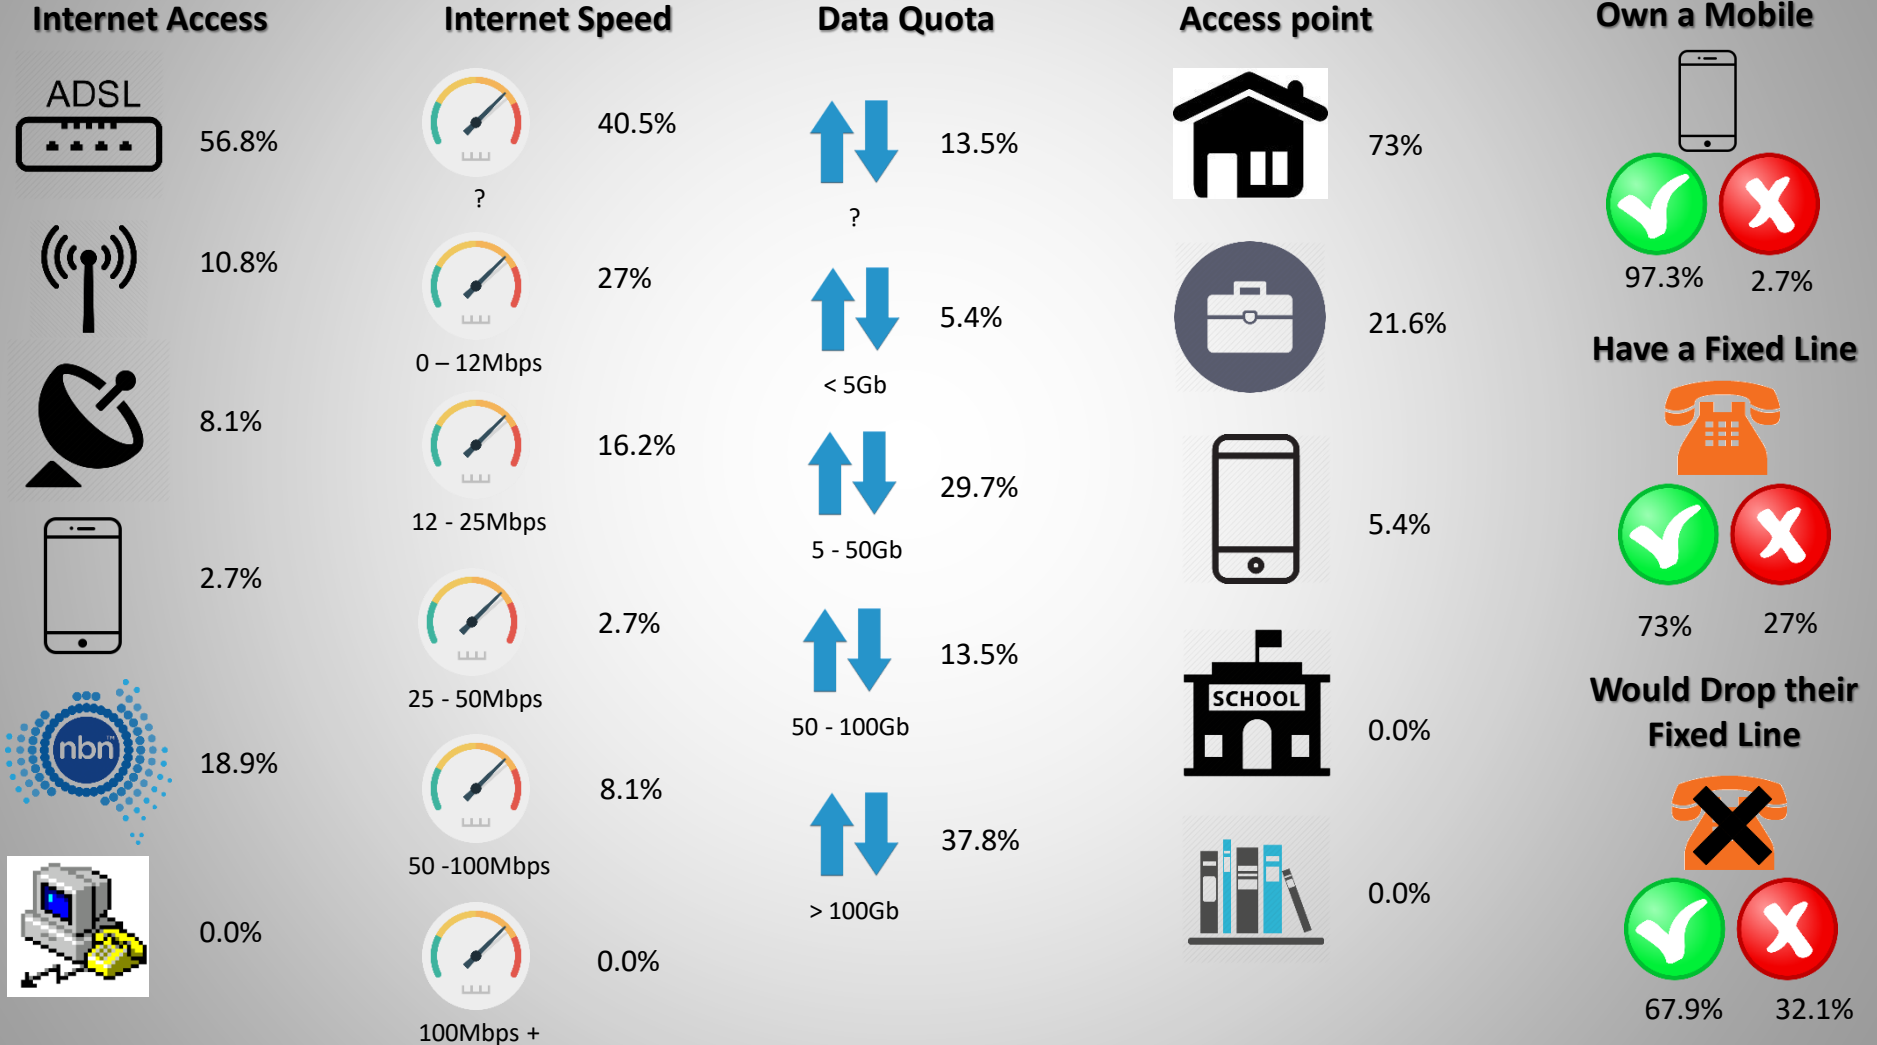 Internet Access
ADSL
56.8%
10.8%
8.1%
2.7%
nbn™
18.9%
0.0%
Internet Speed
40.5%
?
27%
0 – 12Mbps
16.2%
12 - 25Mbps
2.7%
25 - 50Mbps
8.1%
50 -100Mbps
0.0%
100Mbps +
Data Quota
13.5%
?
5.4%
< 5Gb
29.7%
5 - 50Gb
13.5%
50 - 100Gb
37.8%
> 100Gb
Access point
73%
21.6%
5.4%
SCHOOL
0.0%
0.0%
Own a Mobile
97.3% 2.7%
Have a Fixed Line
73% 27%
Would Drop their
Fixed Line
67.9% 32.1%